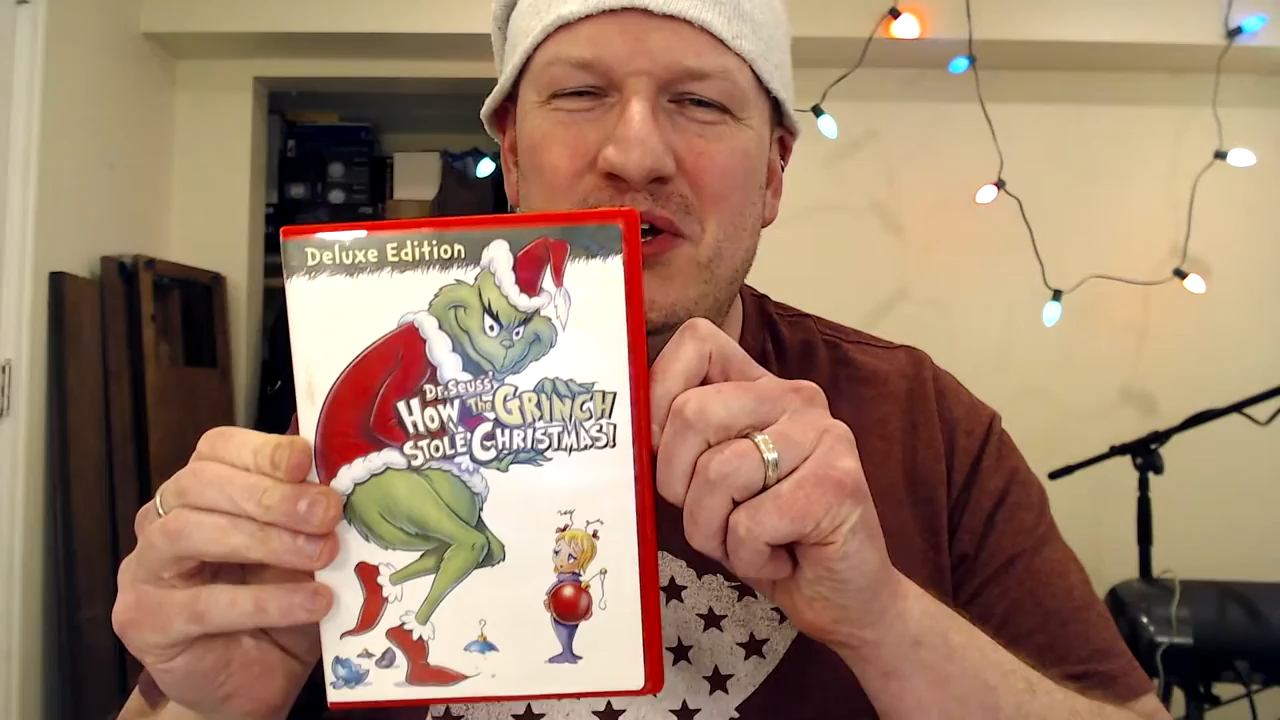 Deluxe Edition
Dr. Seuss'
HOW The GRINCH
STOLE CHRISTMAS!